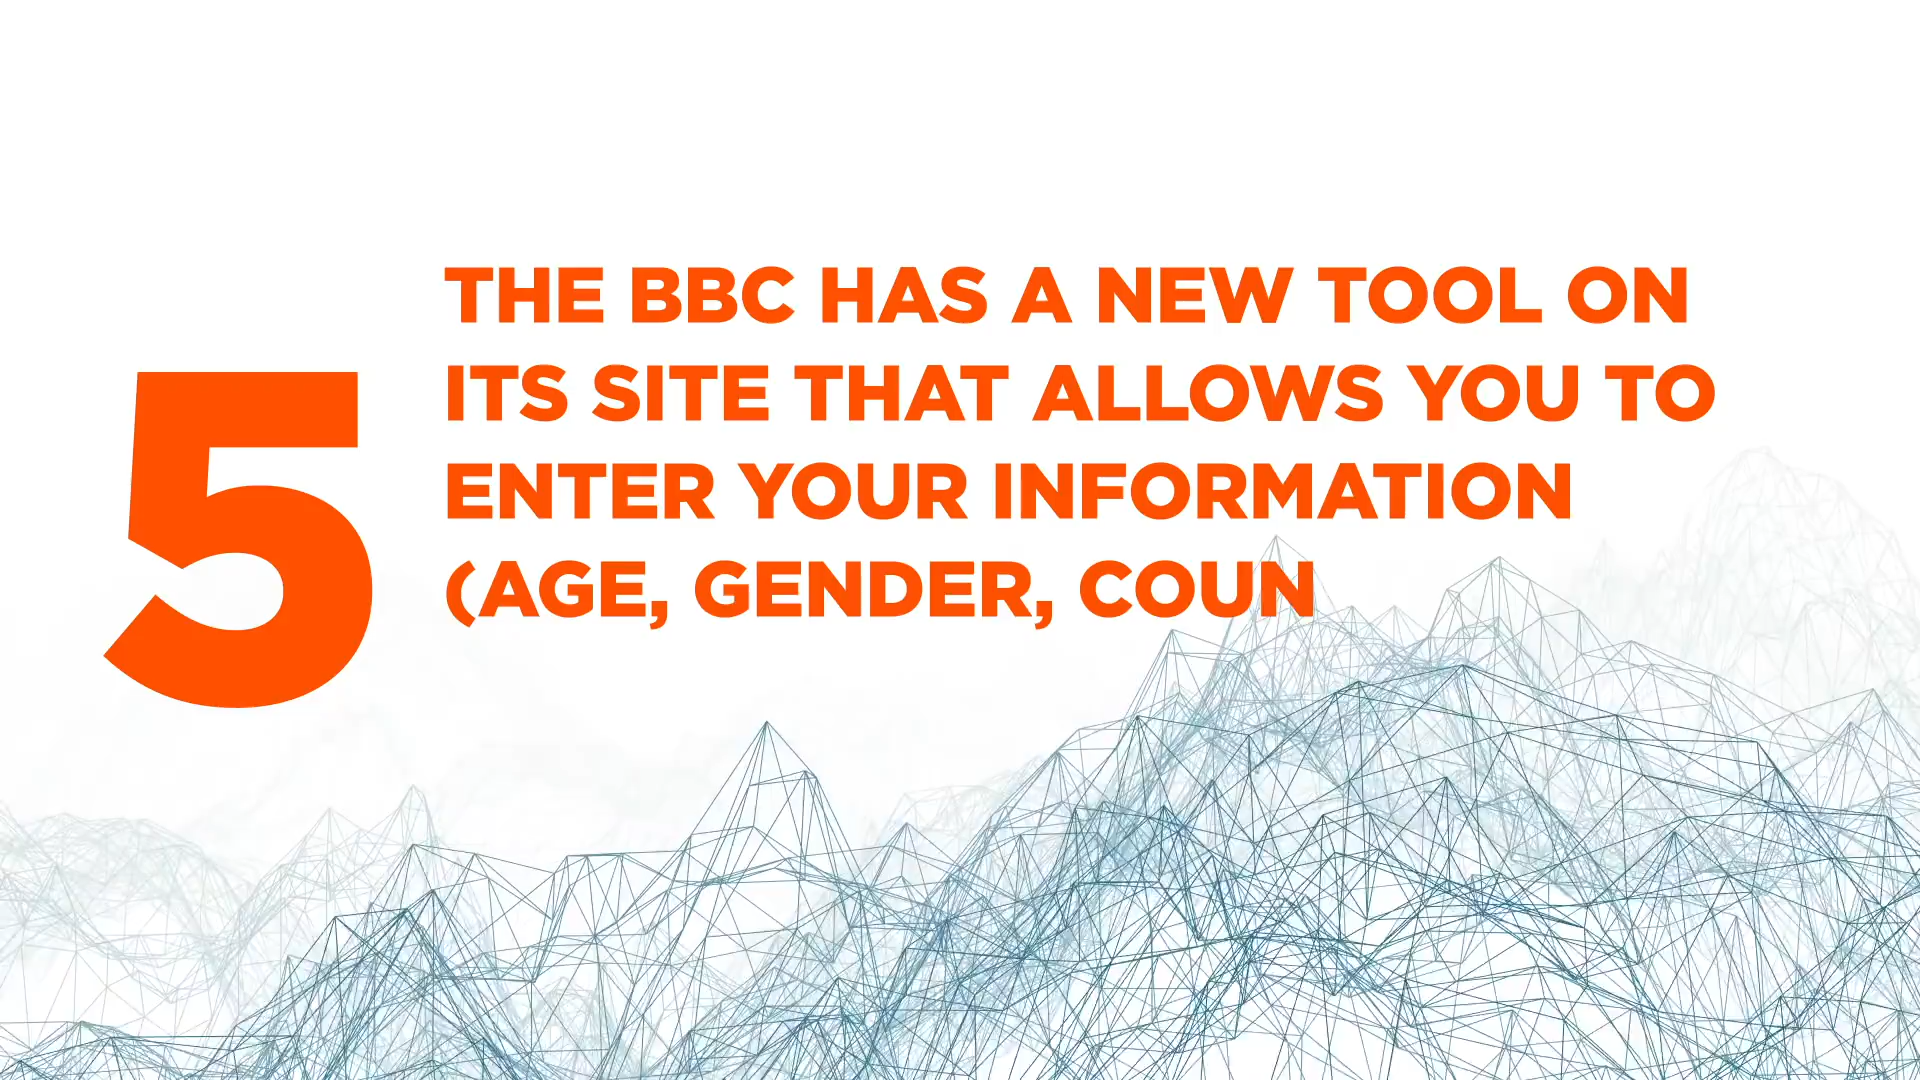 5
THE BBC HAS A NEW TOOL ON
ITS SITE THAT ALLOWS YOU TO
ENTER YOUR INFORMATION
(AGE, GENDER, COUN